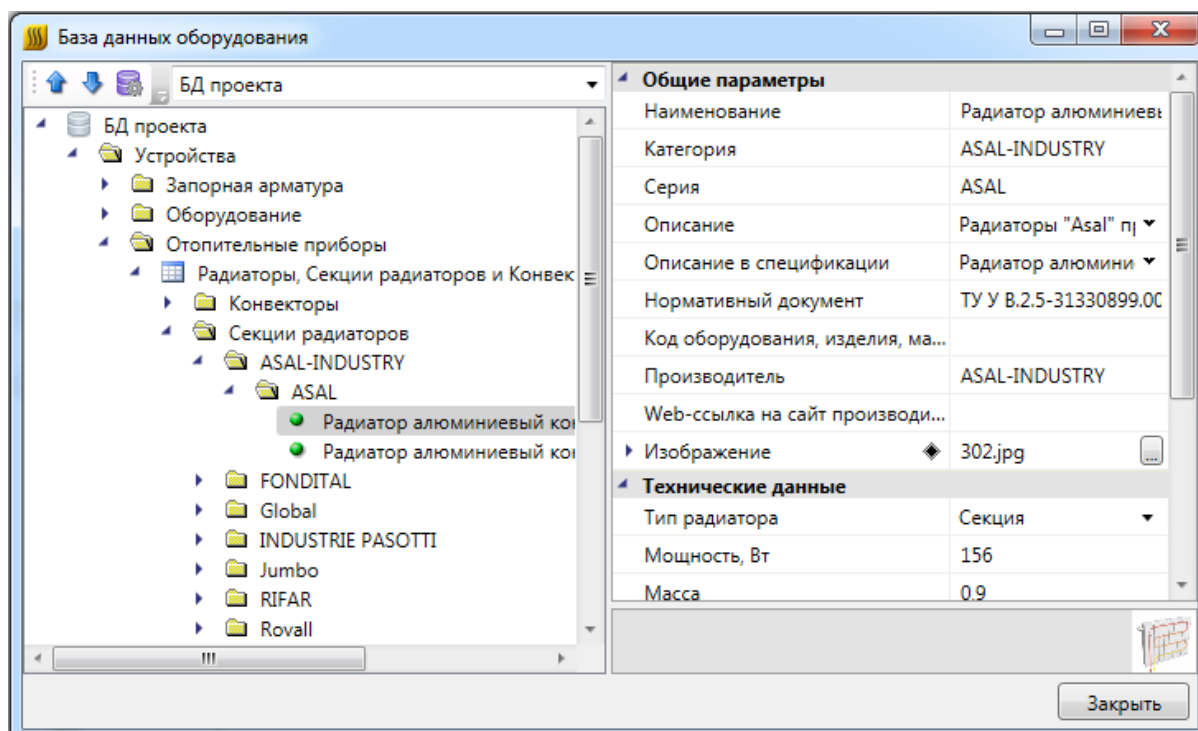 База данных оборудования
БД проекта
БД проекта
Устройства
Запорная арматура
Оборудование
Отопительные приборы
Радиаторы, Секции радиаторов и Конвек
Конвекторы
Секции радиаторов
ASAL-INDUSTRY
ASAL
Радиатор алюминиевый ко
Радиатор алюминиевый ко
FONDITAL
Global
INDUSTRIE PASOTTI
Jumbo
RIFAR
Rovall
Общие параметры
Наименование Радиатор алюминиевь
Категория ASAL-INDUSTRY
Серия ASAL
Описание Радиаторы "Asal" п
Описание в спецификации Радиатор алюмини
Нормативный документ ТУ У В.2.5-31330899.00
Код оборудования, изделия, ма...
Производитель ASAL-INDUSTRY
Web-ссылка на сайт производи...
Изображение 302.jpg ...
Технические данные
Тип радиатора Секция
Мощность, Вт 156
Масса 0.9
Закрыть